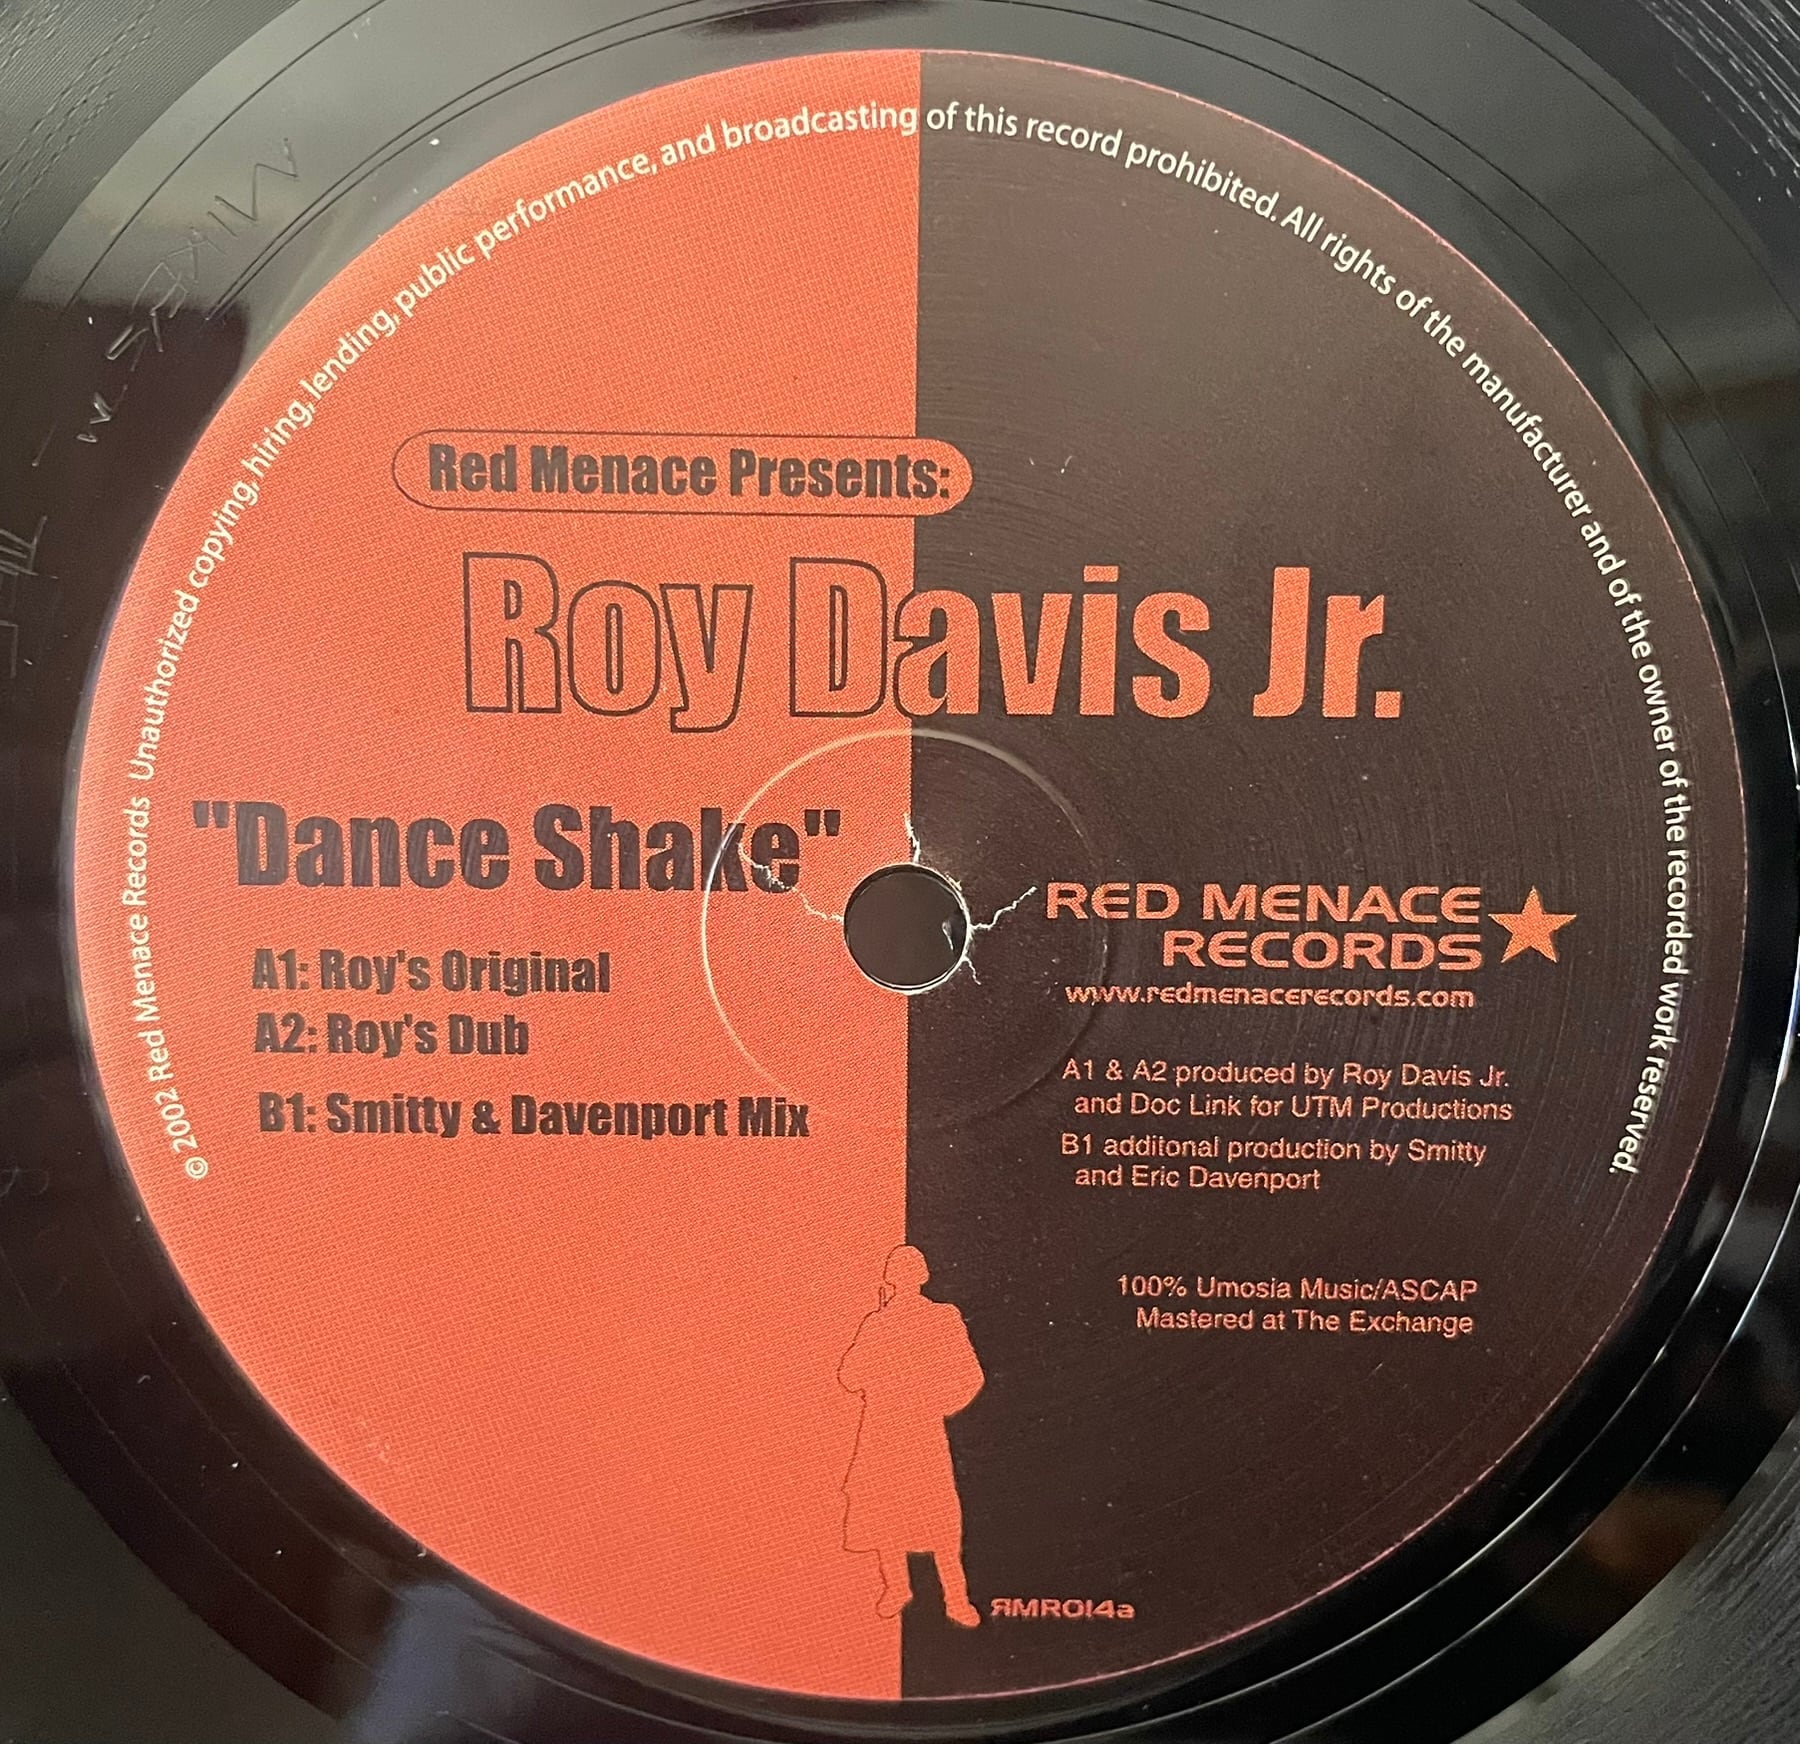 © 2002 Red Menace Records Unauthorized copying, hiring, lending, public performance, and broadcasting of this record prohibited. All rights of the manufacturer and of the owner of the recorded work reserved.
Red Menace Presents:
Roy Davis Jr.
"Dance Shake"
A1: Roy's Original
A2: Roy's Dub
B1: Smitty & Davenport Mix
RED MENACE
RECORDS
www.redmenacerecords.com
A1 & A2 produced by Roy Davis Jr.
and Doc Link for UTM Productions
B1 additonal production by Smitty
and Eric Davenport
100% Umosia Music/ASCAP
Mastered at The Exchange
ЯMR014a